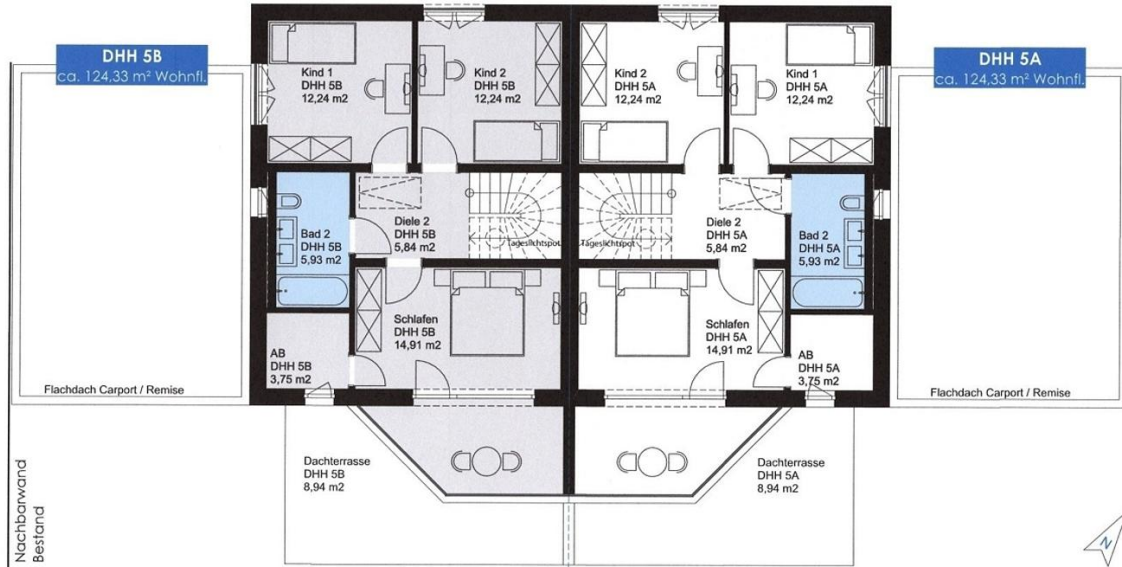 DHH 5B
ca. 124,33 m² Wohnfl.
DHH 5A
ca. 124,33 m² Wohnfl.
Kind 1
DHH 5B
12,24 m2
Kind 2
DHH 5B
12,24 m2
Kind 2
DHH 5A
12,24 m2
Kind 1
DHH 5A
12,24 m2
Bad 2
DHH 5B
5,93 m2
Diele 2
DHH 5B
5,84 m2
Tageslichtspot
Tageslichtspot
Diele 2
DHH 5A
5,84 m2
Bad 2
DHH 5A
5,93 m2
Schlafen
DHH 5B
14,91 m2
Schlafen
DHH 5A
14,91 m2
AB
DHH 5B
3,75 m2
AB
DHH 5A
3,75 m2
Flachdach Carport / Remise
Flachdach Carport / Remise
Dachterrasse
DHH 5B
8,94 m2
Dachterrasse
DHH 5A
8,94 m2
Nachbarwand
Bestand
N